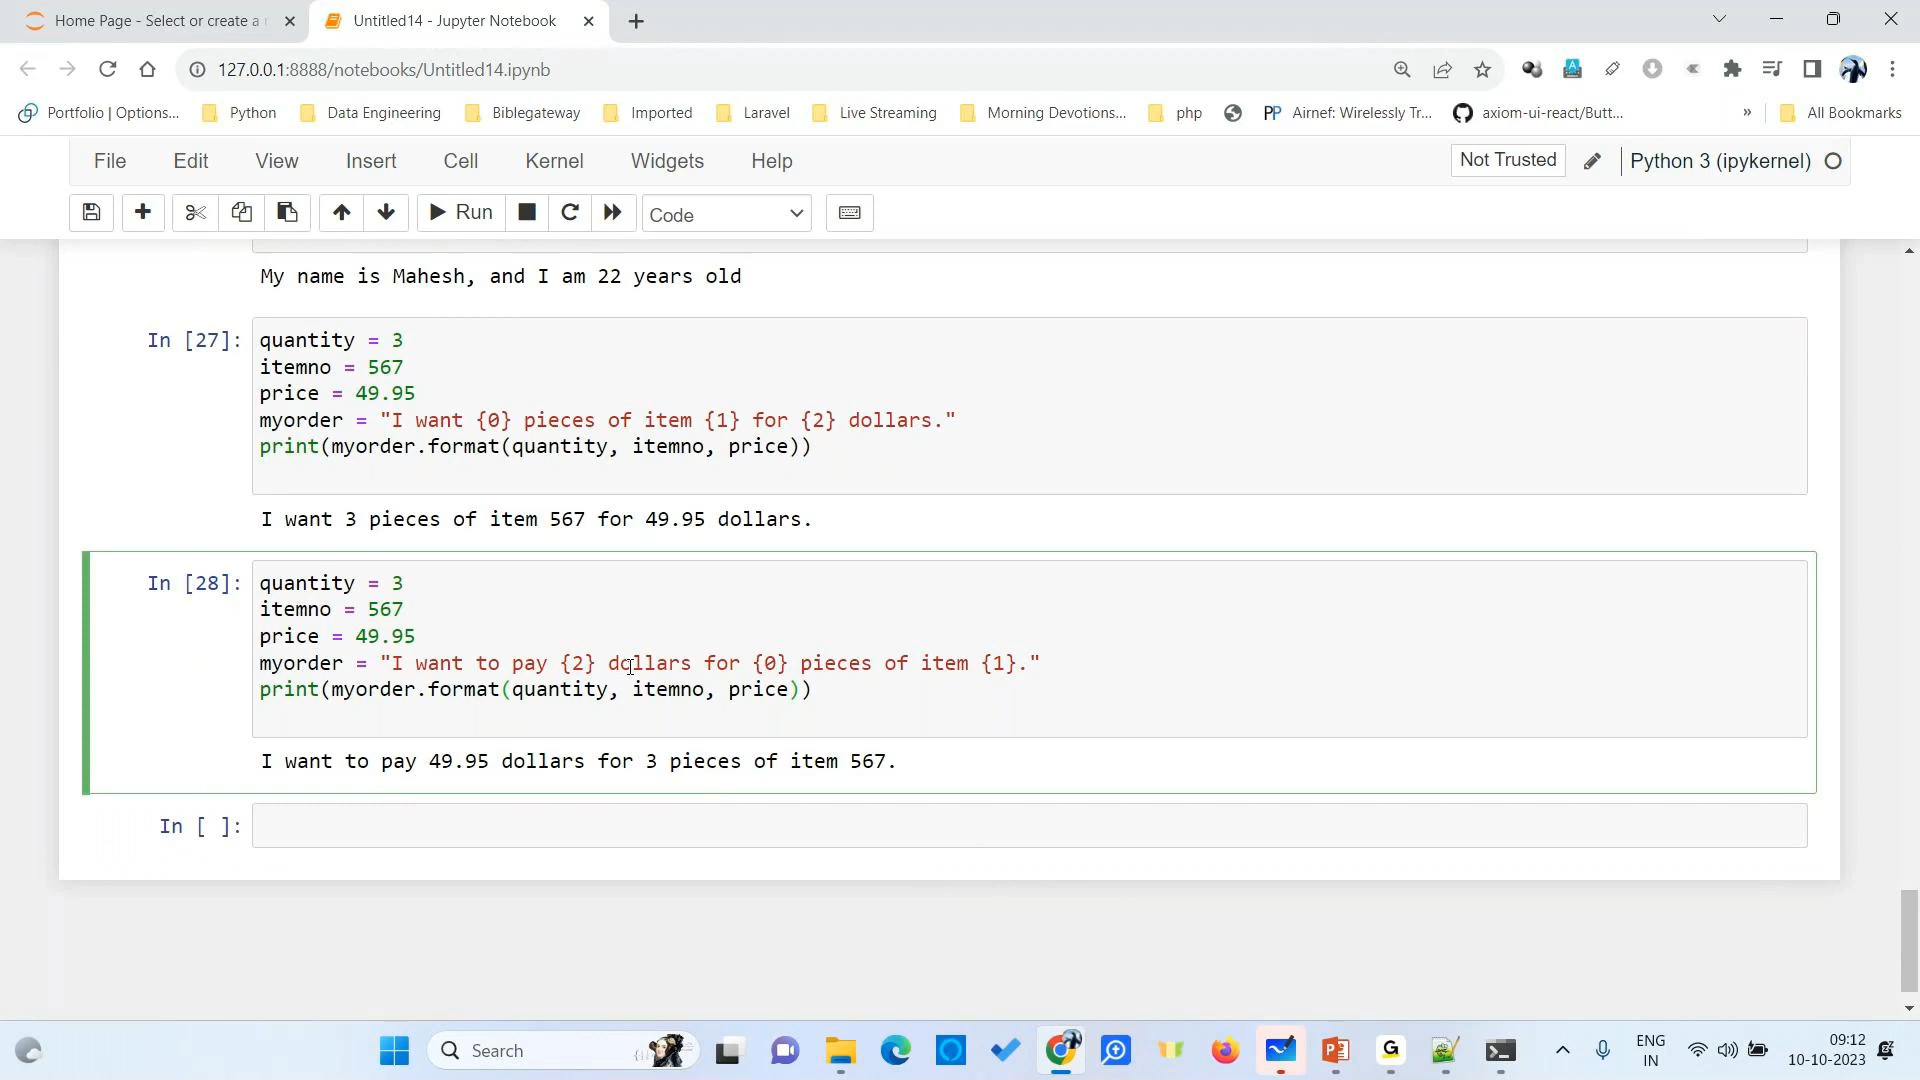 Home Page - Select or create a
Untitled14 - Jupyter Notebook
127.0.0.1:8888/notebooks/Untitled14.ipynb
Portfolio | Options...
Python
Data Engineering
Biblegateway
Imported
Laravel
Live Streaming
Morning Devotions...
php
PP Airnef: Wirelessly Tr...
axiom-ui-react/Butt...
»
All Bookmarks
File Edit View Insert Cell Kernel Widgets Help
Not Trusted
Python 3 (ipykernel)
Run
Code
My name is Mahesh, and I am 22 years old
In [27]:
quantity = 3
itemno = 567
price = 49.95
myorder = "I want {0} pieces of item {1} for {2} dollars."
print(myorder.format(quantity, itemno, price))
I want 3 pieces of item 567 for 49.95 dollars.
In [28]:
quantity = 3
itemno = 567
price = 49.95
myorder = "I want to pay {2} dollars for {0} pieces of item {1}."
print(myorder.format(quantity, itemno, price))
I want to pay 49.95 dollars for 3 pieces of item 567.
In [ ]:
Search
ENG
IN
09:12
10-10-2023